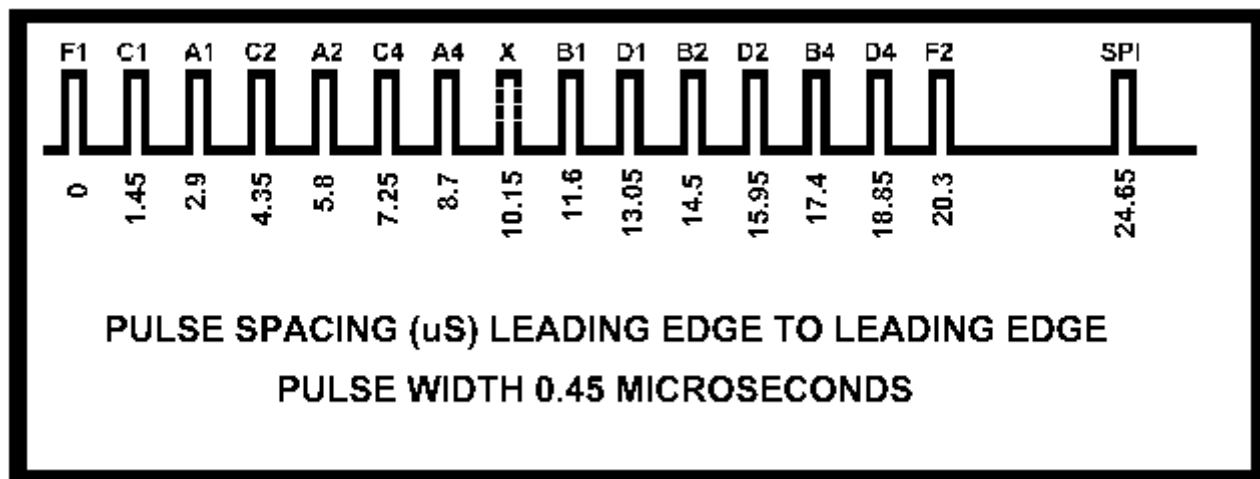 F1 C1 A1 C2 A2 C4 A4 X B1 D1 B2 D2 B4 D4 F2 SPI
0 1.45 2.9 4.35 5.8 7.25 8.7 10.15 11.6 13.05 14.5 15.95 17.4 18.85 20.3 24.65
PULSE SPACING (uS) LEADING EDGE TO LEADING EDGE
PULSE WIDTH 0.45 MICROSECONDS